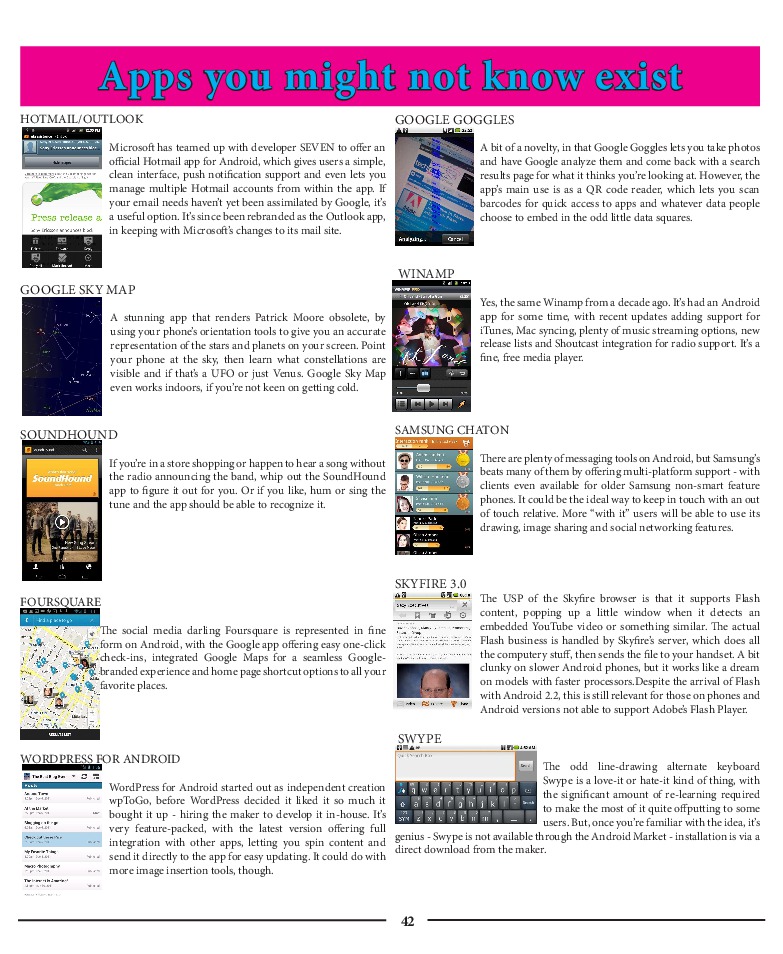 Apps you might not know exist
HOTMAIL/OUTLOOK
Microsoft has teamed up with developer SEVEN to offer an
official Hotmail app for Android, which gives users a simple,
clean interface, push notification support and even lets you
manage multiple Hotmail accounts from within the app. If
your email needs haven't yet been assimilated by Google, it's
a useful option. It's since been rebranded as the Outlook app,
in keeping with Microsoft's changes to its mail site.
Press release a
GOOGLE SKY MAP
A stunning app that renders Patrick Moore obsolete, by
using your phone's orientation tools to give you an accurate
representation of the stars and planets on your screen. Point
your phone at the sky, then learn what constellations are
visible and if that's a UFO or just Venus. Google Sky Map
even works indoors, if you're not keen on getting cold.
SOUNDHOUND
If you're in a store shopping or happen to hear a song without
the radio announcing the band, whip out the SoundHound
app to figure it out for you. Or if you like, hum or sing the
tune and the app should be able to recognize it.
SoundHound
FOURSQUARE
The social media darling Foursquare is represented in fine
form on Android, with the Google app offering easy one-click
check-ins, integrated Google Maps for a seamless Google-
branded experience and home page shortcut options to all your
favorite places.
WORDPRESS FOR ANDROID
WordPress for Android started out as independent creation
wpToGo, before WordPress decided it liked it so much it
bought it up - hiring the maker to develop it in-house. It's
very feature-packed, with the latest version offering full
integration with other apps, letting you spin content and
send it directly to the app for easy updating. It could do with
more image insertion tools, though.
GOOGLE GOGGLES
A bit of a novelty, in that Google Goggles lets you take photos
and have Google analyze them and come back with a search
results page for what it thinks you're looking at. However, the
app's main use is as a QR code reader, which lets you scan
barcodes for quick access to apps and whatever data people
choose to embed in the odd little data squares.
Analyzing... Cancel
WINAMP
Yes, the same Winamp from a decade ago. It's had an Android
app for some time, with recent updates adding support for
iTunes, Mac syncing, plenty of music streaming options, new
release lists and Shoutcast integration for radio support. It's a
fine, free media player.
SAMSUNG CHATON
There are plenty of messaging tools on Android, but Samsung's
beats many of them by offering multi-platform support - with
clients even available for older Samsung non-smart feature
phones. It could be the ideal way to keep in touch with an out
of touch relative. More "with it" users will be able to use its
drawing, image sharing and social networking features.
SKYFIRE 3.0
The USP of the Skyfire browser is that it supports Flash
content, popping up a little window when it detects an
embedded YouTube video or something similar. The actual
Flash business is handled by Skyfire's server, which does all
the computery stuff, then sends the file to your handset. A bit
clunky on slower Android phones, but it works like a dream
on models with faster processors.Despite the arrival of Flash
with Android 2.2, this is still relevant for those on phones and
Android versions not able to support Adobe's Flash Player.
SWYPE
The odd line-drawing alternate keyboard
Swype is a love-it or hate-it kind of thing, with
the significant amount of re-learning required
to make the most of it quite offputting to some
users. But, once you're familiar with the idea, it's
genius - Swype is not available through the Android Market - installation is via a
direct download from the maker.
42